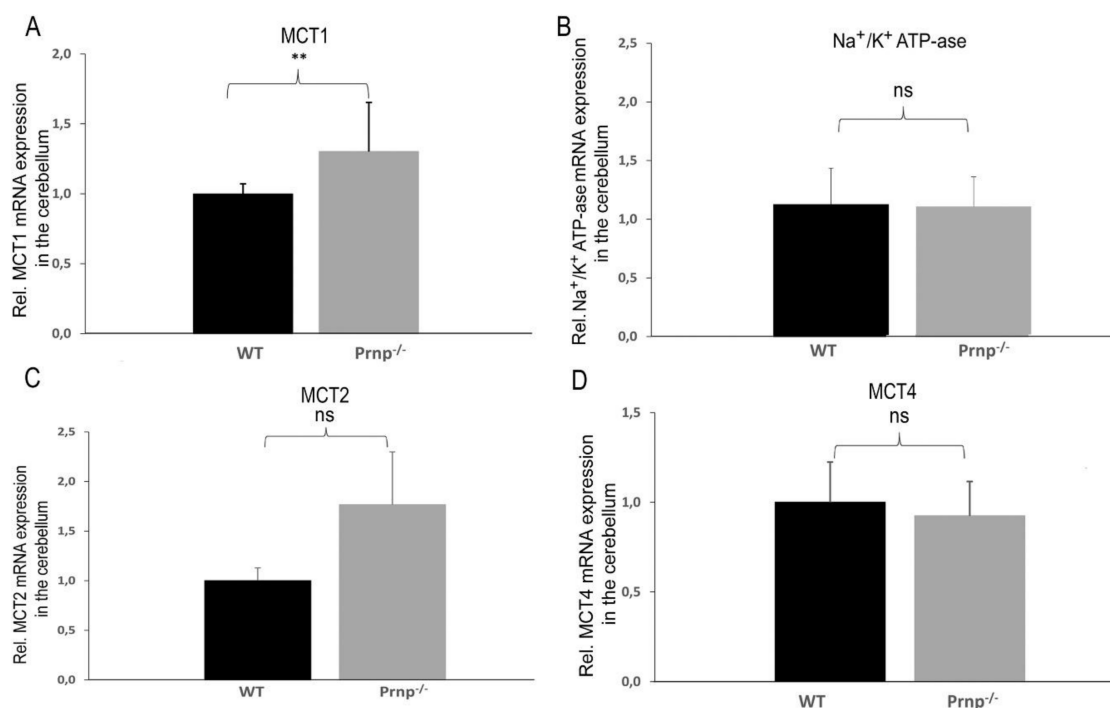 A
MCT1
**
2,0
1,5
1,0
0,5
0,0
Rel. MCT1 mRNA expression
in the cerebellum
WT
Prnp⁻/⁻
B
Na⁺/K⁺ ATP-ase
ns
2,5
2,0
1,5
1,0
0,5
0,0
Rel. Na⁺/K⁺ ATP-ase mRNA expression
in the cerebellum
WT
Prnp⁻/⁻
C
MCT2
ns
2,5
2,0
1,5
1,0
0,5
0,0
Rel. MCT2 mRNA expression
in the cerebellum
WT
Prnp⁻/⁻
D
MCT4
ns
1,5
1,0
0,5
0,0
Rel. MCT4 mRNA expression
in the cerebellum
WT
Prnp⁻/⁻